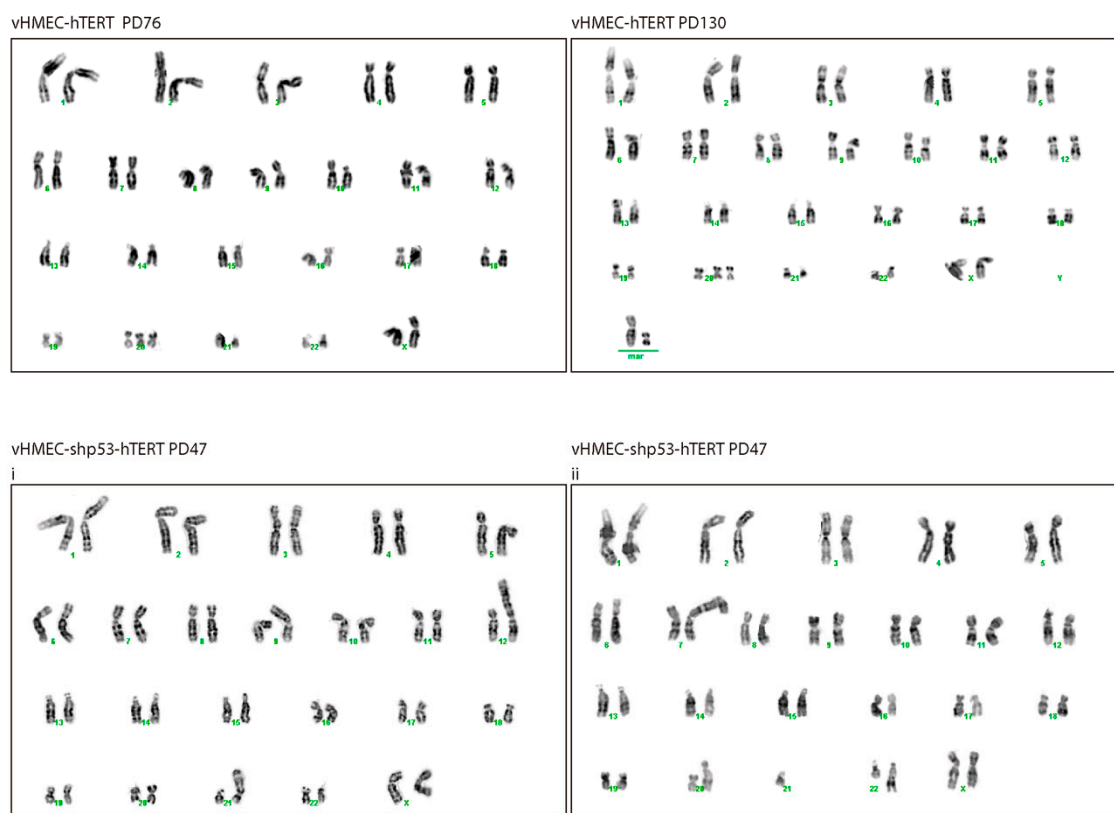 vHMEC-hTERT PD76
1 2 3 4 5
6 7 8 9 10 11 12
13 14 15 16 17 18
19 20 21 22 X
vHMEC-hTERT PD130
1 2 3 4 5
6 7 8 9 10 11 12
13 14 15 16 17 18
19 20 21 22 X Y
mar
vHMEC-shp53-hTERT PD47
i
1 2 3 4 5
6 7 8 9 10 11 12
13 14 15 16 17 18
19 20 21 22 X
vHMEC-shp53-hTERT PD47
ii
1 2 3 4 5
6 7 8 9 10 11 12
13 14 15 16 17 18
19 20 21 22 X